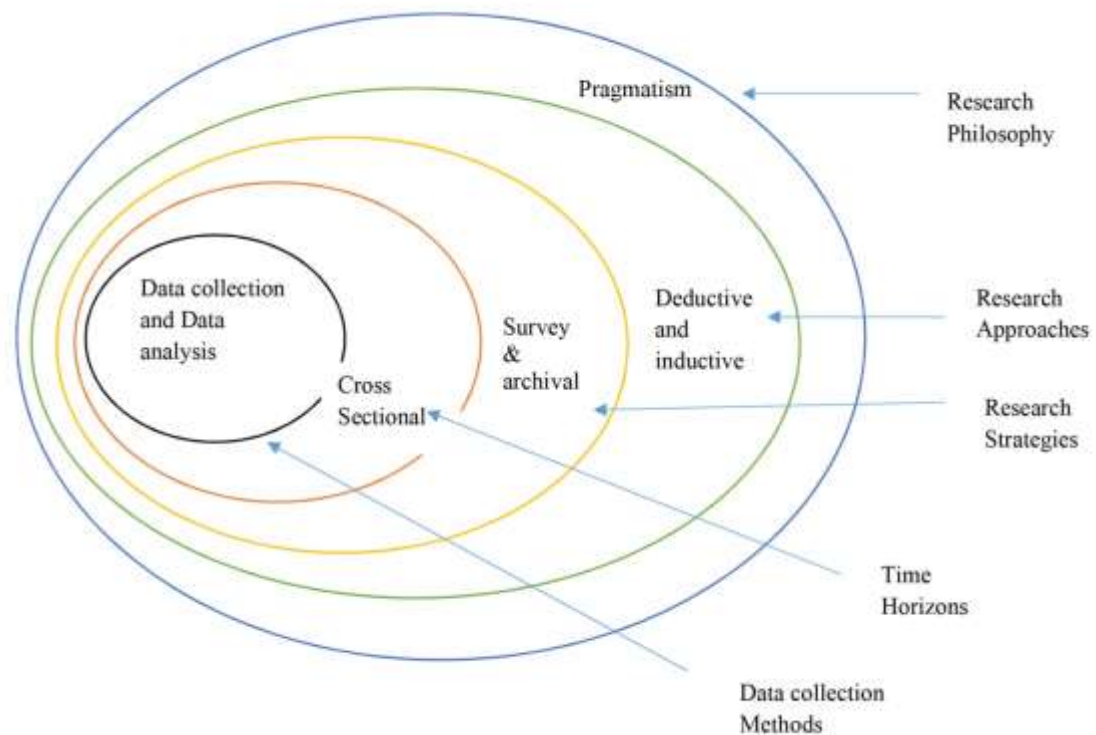 Pragmatism
Research
Philosophy
Data collection
and Data
analysis
Cross
Sectional
Survey
&
archival
Deductive
and
inductive
Research
Approaches
Research
Strategies
Time
Horizons
Data collection
Methods